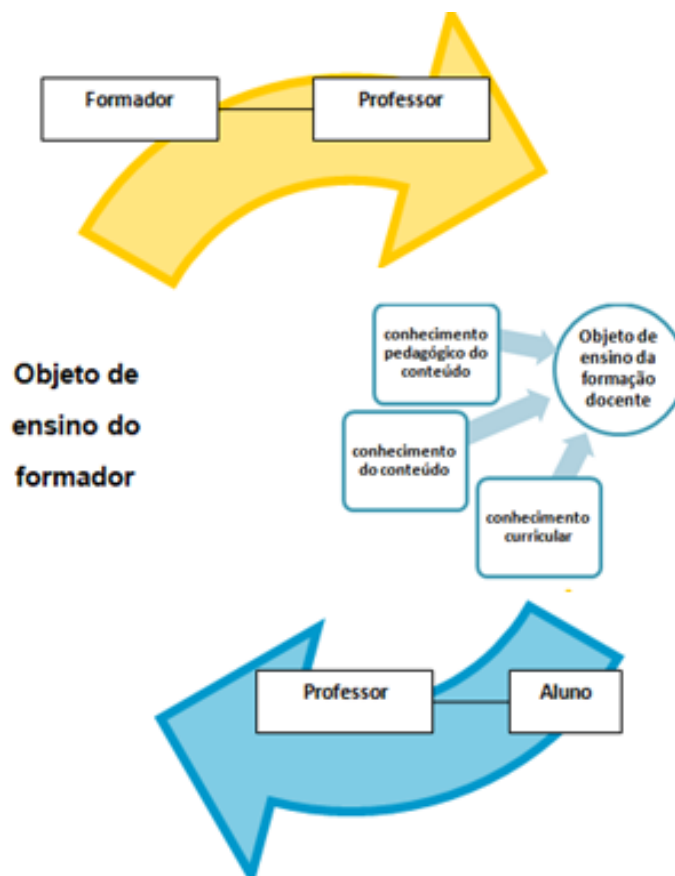 Formador
Professor
conhecimento
pedagógico do
conteúdo
Objeto de
ensino da
formação
docente
Objeto de
ensino do
formador
conhecimento
do conteúdo
conhecimento
curricular
Professor
Aluno